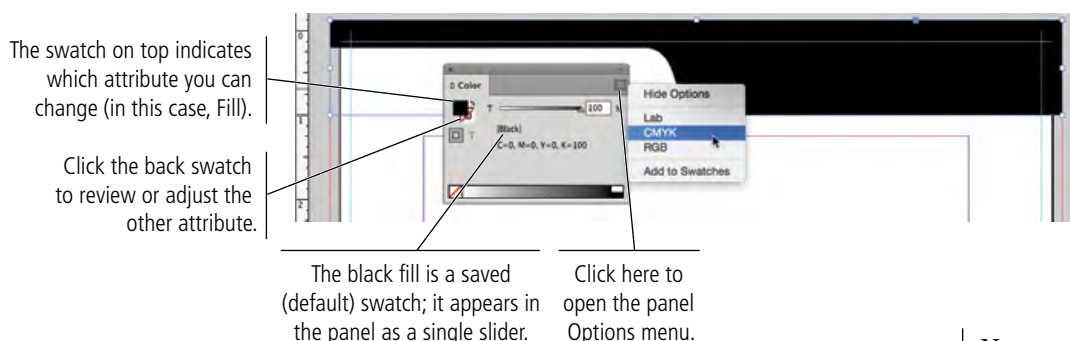 The swatch on top indicates
which attribute you can
change (in this case, Fill).
Click the back swatch
to review or adjust the
other attribute.
0
1
2
Color
T
100
%
[Black]
C=0, M=0, Y=0, K=100
T
Hide Options
Lab
CMYK
RGB
Add to Swatches
The black fill is a saved
(default) swatch; it appears in
the panel as a single slider.
Click here to
open the panel
Options menu.